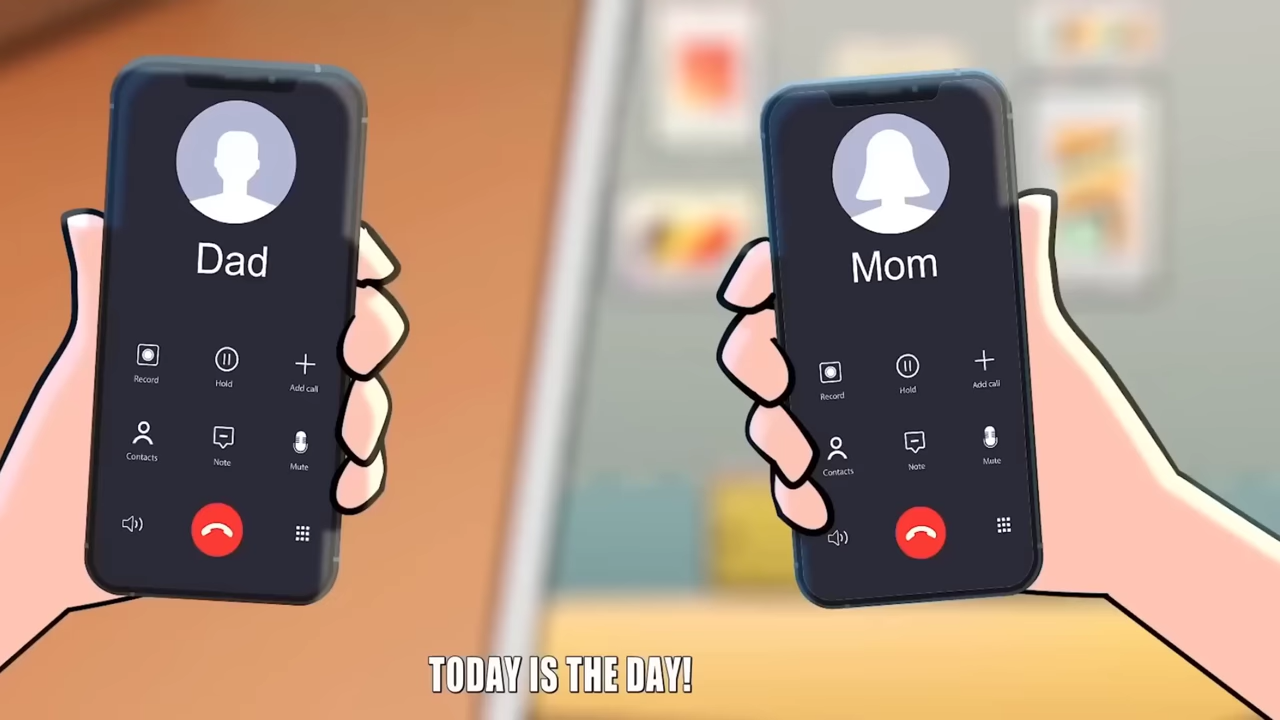 Dad
Record Hold Add call
Contacts Note Mute
Mom
Record Hold Add call
Contacts Note Mute
TODAY IS THE DAY!